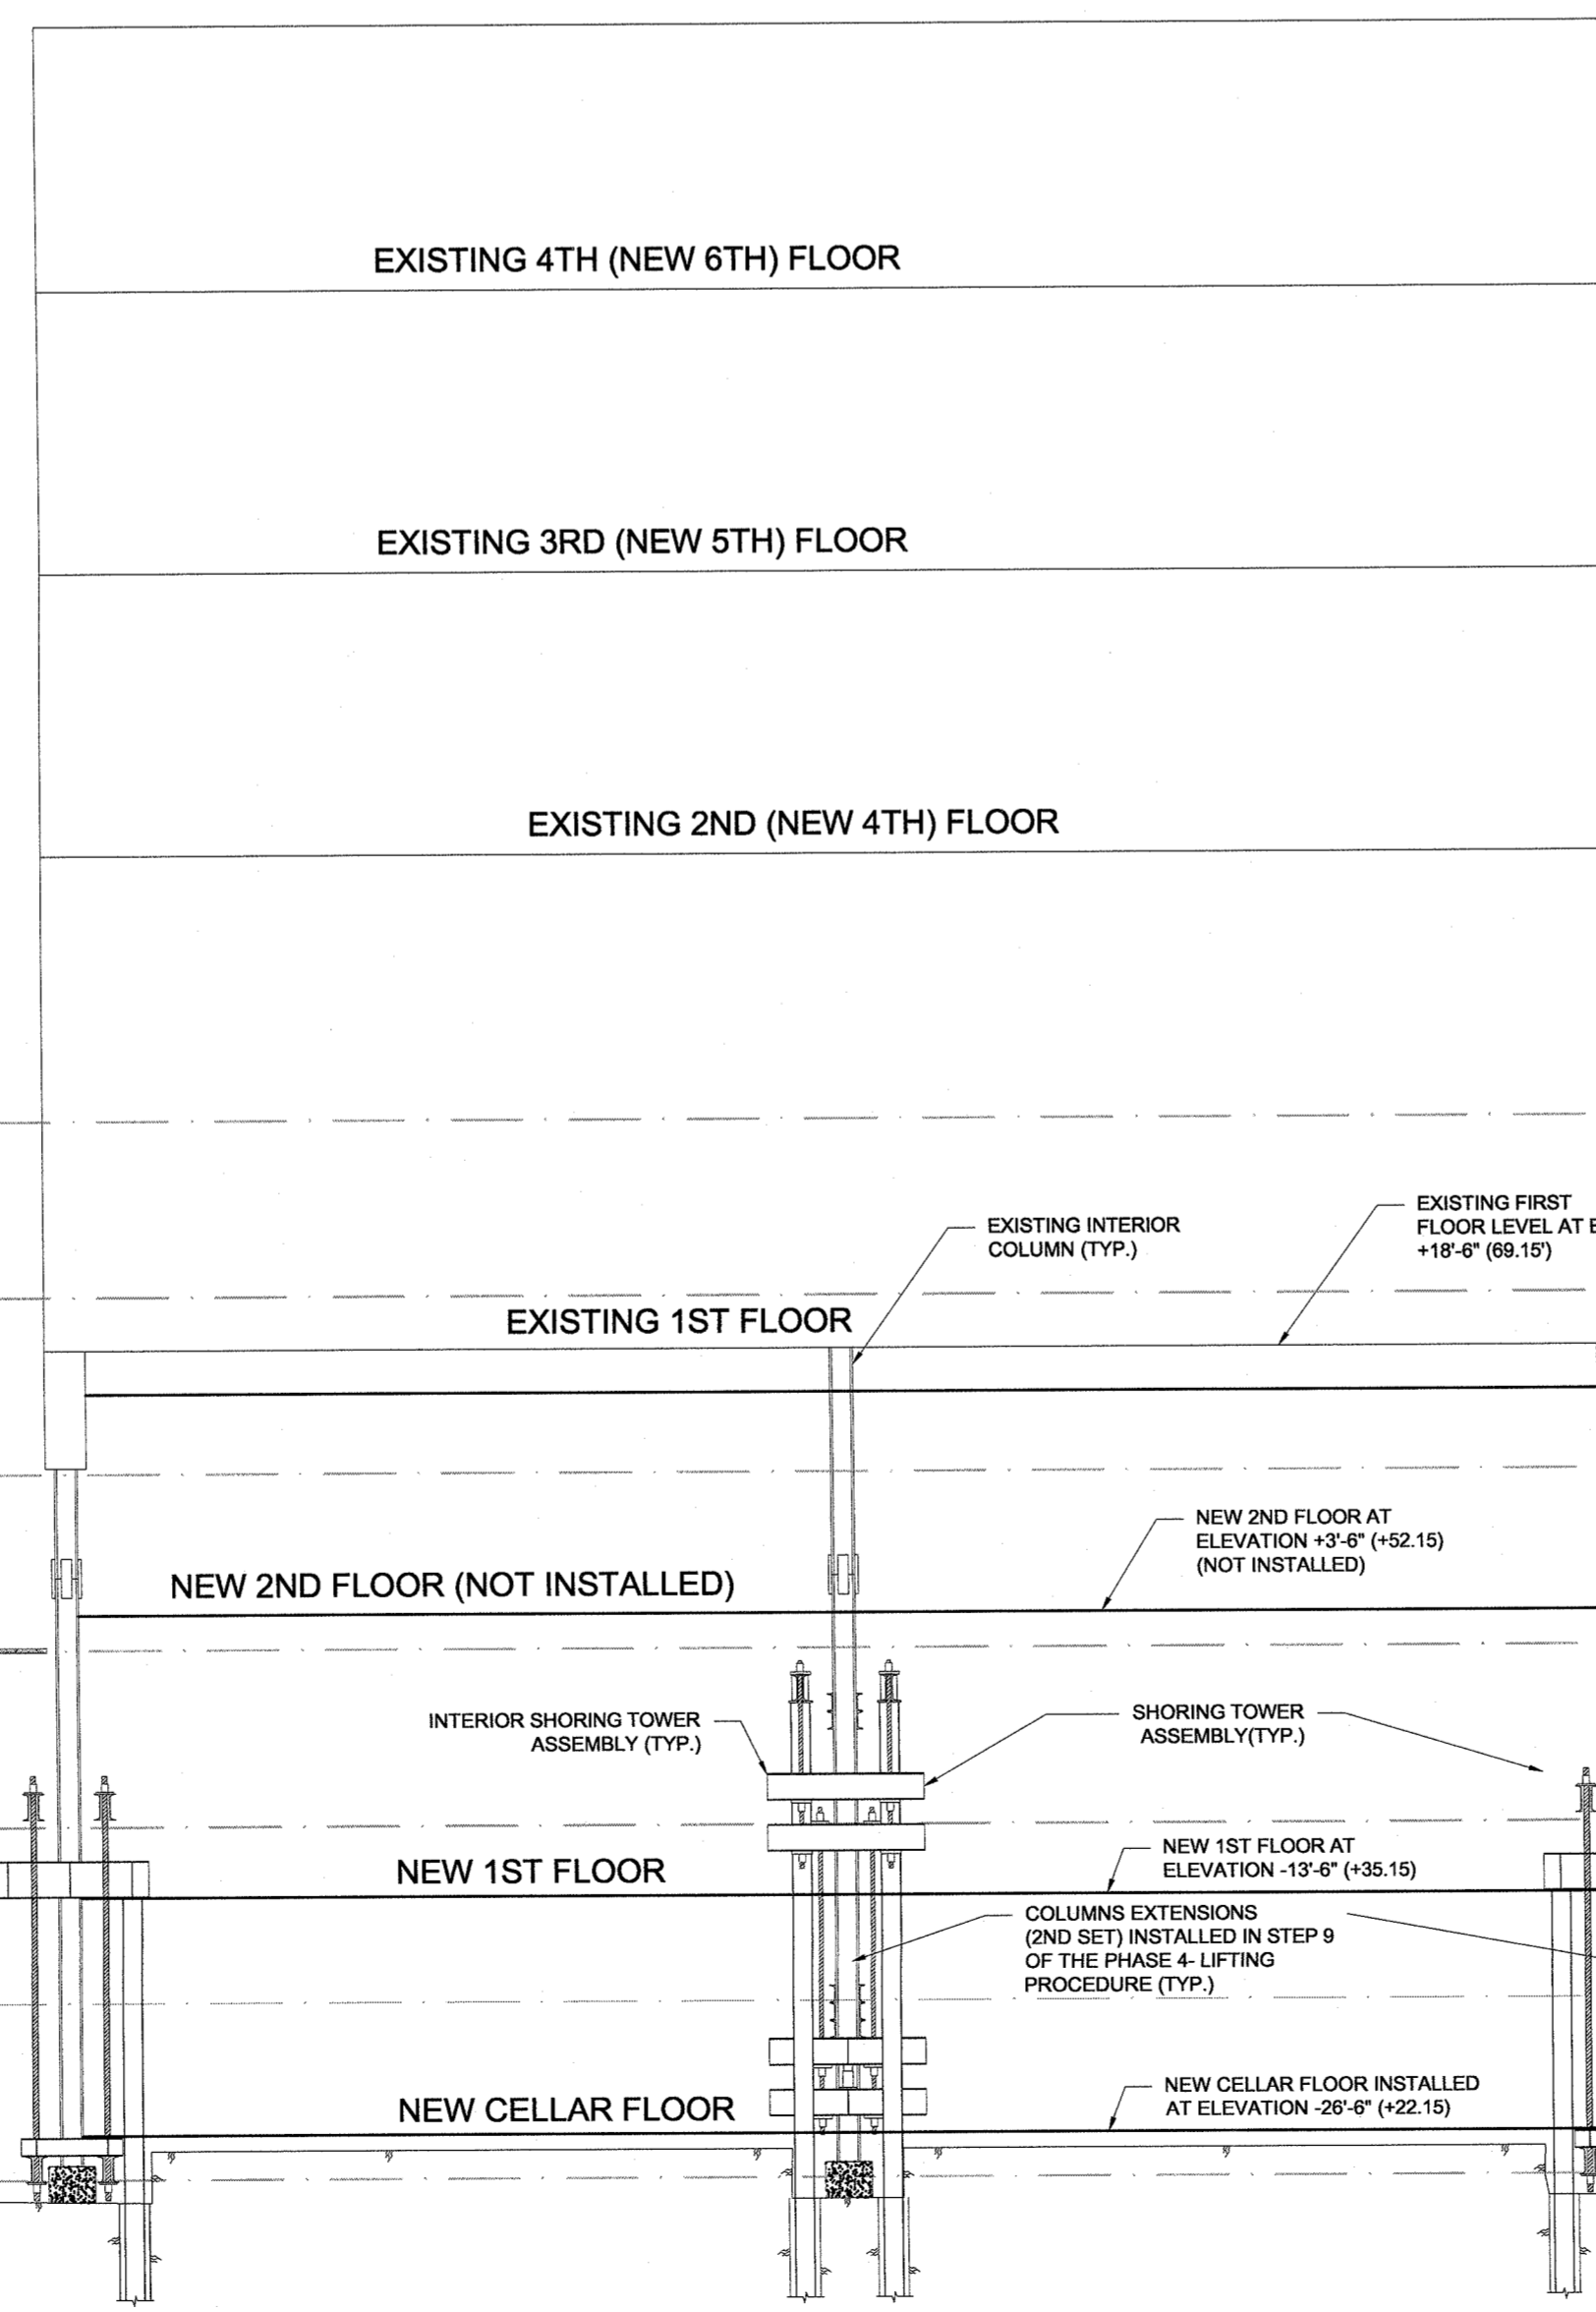 EXISTING 4TH (NEW 6TH) FLOOR
EXISTING 3RD (NEW 5TH) FLOOR
EXISTING 2ND (NEW 4TH) FLOOR
EXISTING INTERIOR
COLUMN (TYP.)
EXISTING FIRST
FLOOR LEVEL AT
+18'-6" (69.15')
EXISTING 1ST FLOOR
NEW 2ND FLOOR AT
ELEVATION +3'-6" (+52.15)
(NOT INSTALLED)
NEW 2ND FLOOR (NOT INSTALLED)
INTERIOR SHORING TOWER
ASSEMBLY (TYP.)
SHORING TOWER
ASSEMBLY(TYP.)
NEW 1ST FLOOR AT
ELEVATION -13'-6" (+35.15)
NEW 1ST FLOOR
COLUMNS EXTENSIONS
(2ND SET) INSTALLED IN STEP 9
OF THE PHASE 4- LIFTING
PROCEDURE (TYP.)
NEW CELLAR FLOOR INSTALLED
AT ELEVATION -26'-6" (+22.15)
NEW CELLAR FLOOR